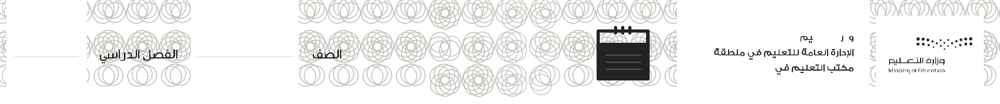 وزارة التعليم
Ministry of Education
الإدارة العامة للتعليم في منطقة
مكتب التعليم في
الصف
الفصل الدراسي